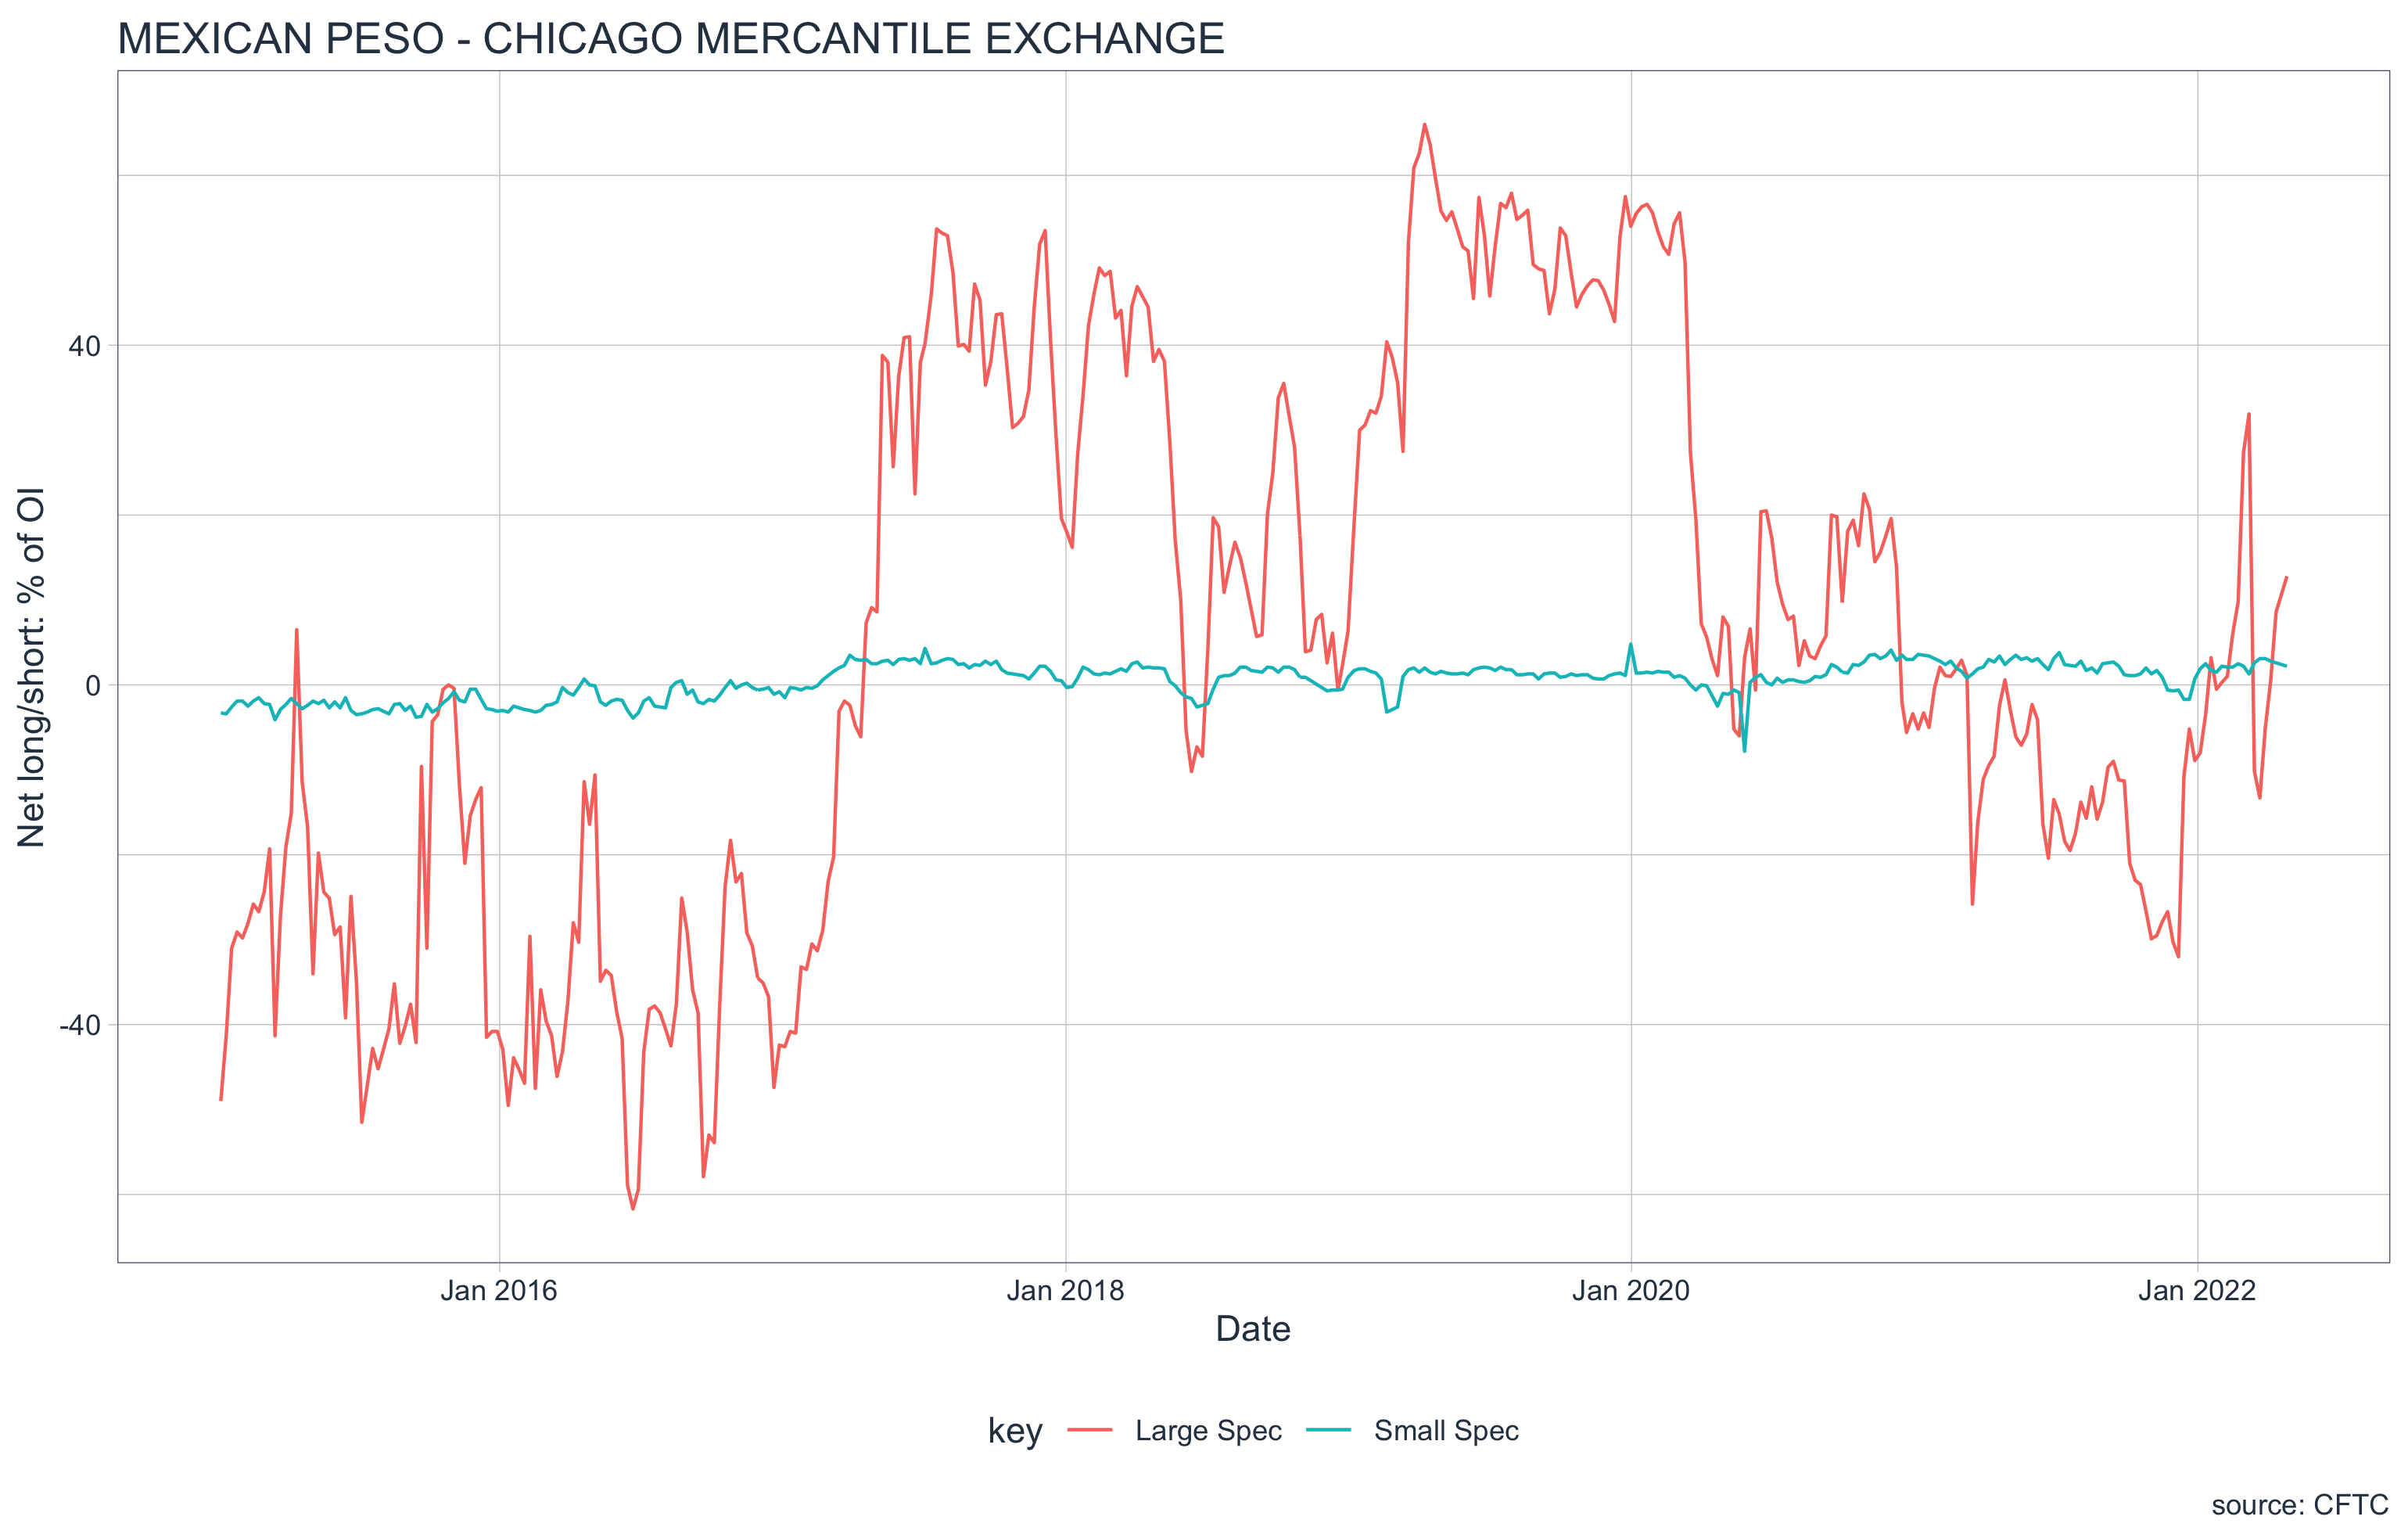 MEXICAN PESO - CHICAGO MERCANTILE EXCHANGE
Net long/short: % of OI
40
0
-40
Jan 2016
Jan 2018
Jan 2020
Jan 2022
Date
key
Large Spec
Small Spec
source: CFTC